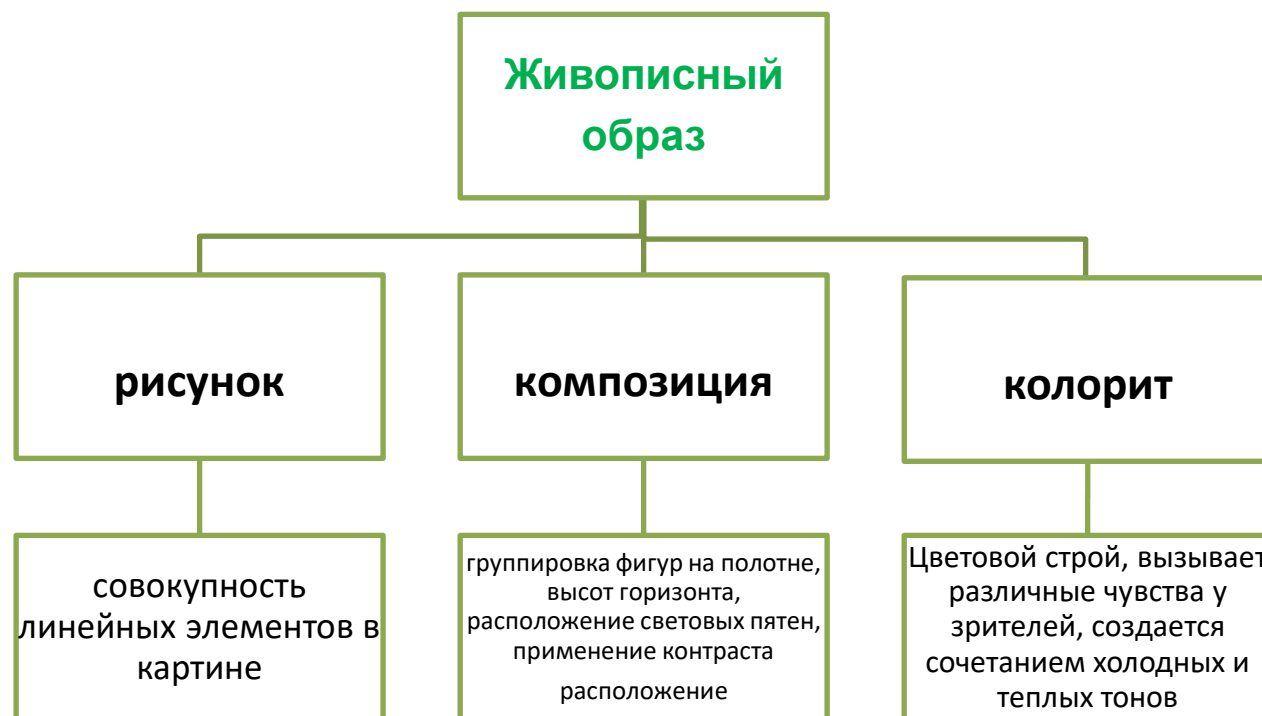 Живописный
образ
рисунок
композиция
колорит
совокупность
линейных элементов в
картине
группировка фигур на полотне,
высот горизонта,
расположение световых пятен,
применение контраста
расположение
Цветовой строй, вызывает
различные чувства у
зрителей, создается
сочетанием холодных и
теплых тонов